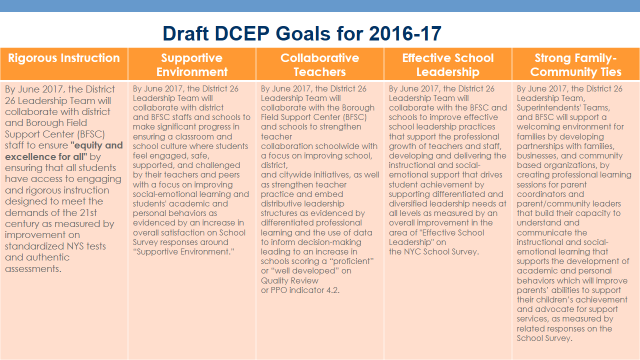 Draft DCEP Goals for 2016-17
Rigorous Instruction
By June 2017, the District
26 Leadership Team will
collaborate with district
and Borough Field
Support Center (BFSC)
staff to ensure "equity and
excellence for all" by
ensuring that all students
have access to engaging
and rigorous instruction
designed to meet the
demands of the 21st
century as measured by
improvement on
standardized NYS tests
and authentic
assessments.
Supportive
Environment
By June 2017, the District 26
Leadership Team will
collaborate with district
and BFSC staffs and schools to
make significant progress in
ensuring a classroom and
school culture where students
feel engaged, safe,
supported, and challenged
by their teachers and peers
with a focus on improving
social-emotional learning and
students' academic and
personal behaviors as
evidenced by an increase in
overall satisfaction on School
Survey responses around
"Supportive Environment."
Collaborative
Teachers
By June 2017, the District 26
Leadership Team will
collaborate with the Borough
Field Support Center (BFSC)
and schools to strengthen
teacher
collaboration schoolwide with
a focus on improving school,
district,
and citywide initiatives, as well
as strengthen teacher
practice and embed
distributive leadership
structures as evidenced by
differentiated professional
learning and the use of data
to inform decision-making
leading to an increase in
schools scoring a "proficient"
or "well developed" on
Quality Review
or PPO indicator 4.2.
Effective School
Leadership
By June 2017, the District 26
Leadership Team will
collaborate with the BFSC and
schools to improve effective
school leadership practices
that support the professional
growth of teachers and staff,
developing and delivering the
instructional and social-
emotional support that drives
student achievement by
supporting differentiated and
diversified leadership needs at
all levels as measured by an
overall improvement in the
area of "Effective School
Leadership" on
the NYC School Survey.
Strong Family-
Community Ties
By June 2017, the District 26
Leadership Team,
Superintendents' Teams,
and BFSC will support a
welcoming environment for
families by developing
partnerships with families,
businesses, and community
based organizations, by
creating professional learning
sessions for parent
coordinators and
parent/community leaders
that build their capacity to
understand and
communicate the
instructional and social-
emotional learning that
supports the development of
academic and personal
behaviors which will improve
parents' abilities to support
their children's achievement
and advocate for support
services, as measured by
related responses on the
School Survey.